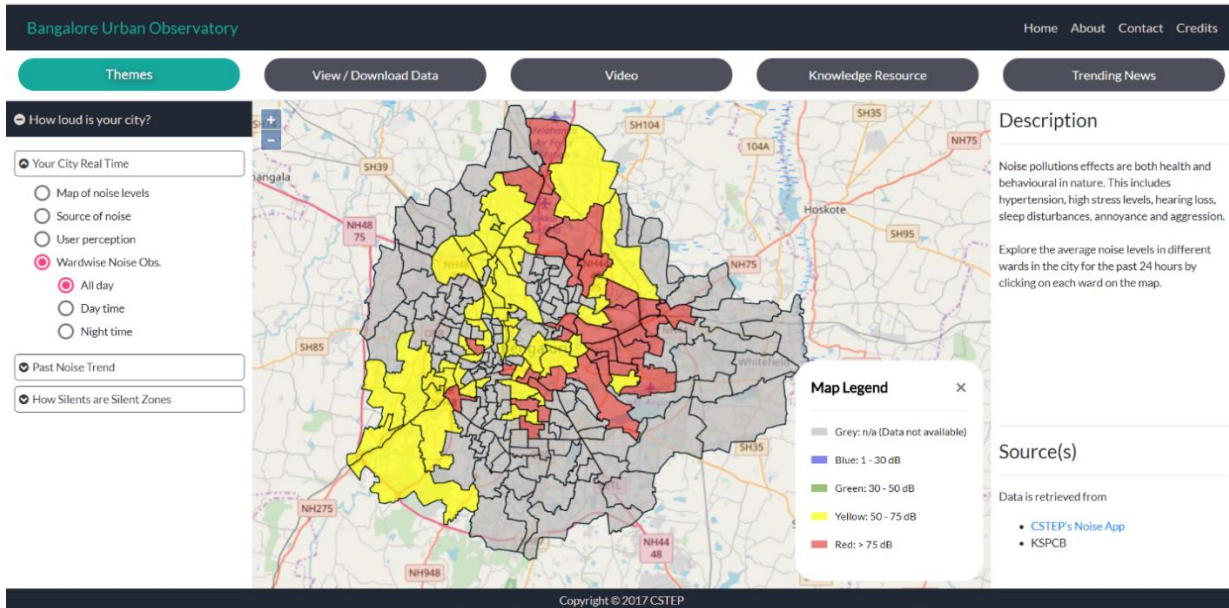 Bangalore Urban Observatory
Home About Contact Credits
Themes
View / Download Data
Video
Knowledge Resource
Trending News
How loud is your city?
Your City Real Time
Map of noise levels
Source of noise
User perception
Wardwise Noise Obs.
All day
Day time
Night time
Past Noise Trend
How Silents are Silent Zones
+
-
SH104
SH35
104A
NH75
SH39
Hoskote
NH48
75
SH95
NH75
SH85
Whitefield
SH35
NH275
NH44
48
NH948
Map Legend
×
Grey: n/a (Data not available)
Blue: 1 - 30 dB
Green: 30 - 50 dB
Yellow: 50 - 75 dB
Red: > 75 dB
Description
Noise pollutions effects are both health and
behavioural in nature. This includes
hypertension, high stress levels, hearing loss,
sleep disturbances, annoyance and aggression.
Explore the average noise levels in different
wards in the city for the past 24 hours by
clicking on each ward on the map.
Source(s)
Data is retrieved from
CSTEP's Noise App
KSPCB
Copyright © 2017 CSTEP